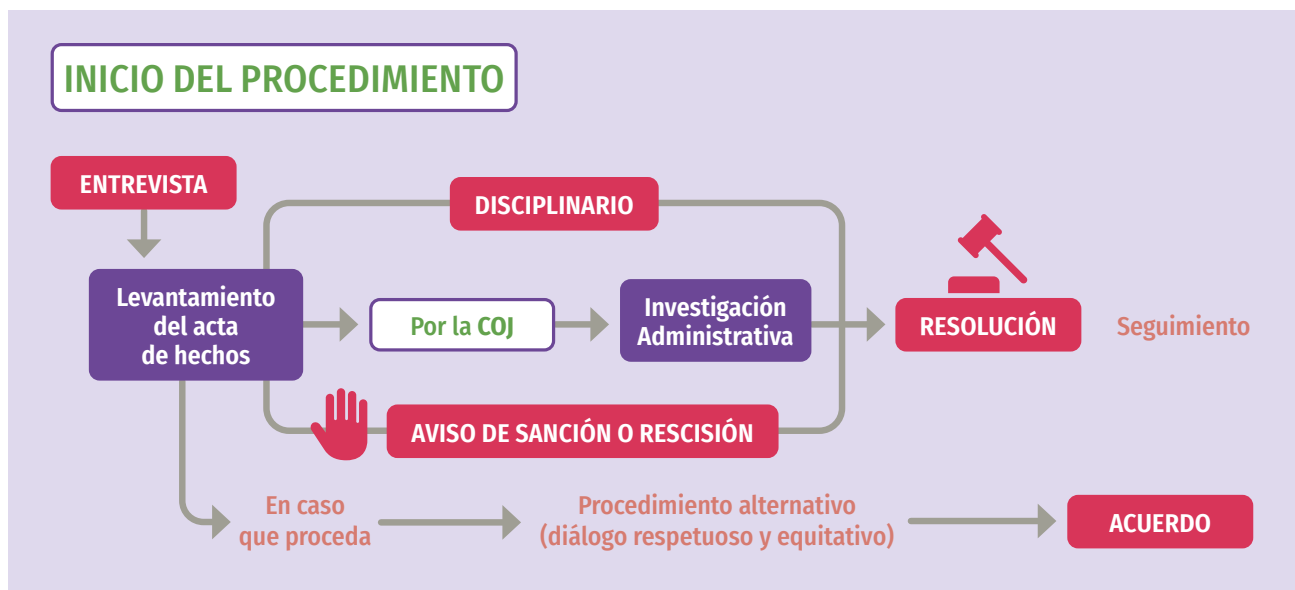 INICIO DEL PROCEDIMIENTO
ENTREVISTA
DISCIPLINARIO
Levantamiento
del acta
de hechos
Por la COJ
Investigación
Administrativa
RESOLUCIÓN
Seguimiento
AVISO DE SANCIÓN O RESCISIÓN
En caso
que proceda
Procedimiento alternativo
(diálogo respetuoso y equitativo)
ACUERDO